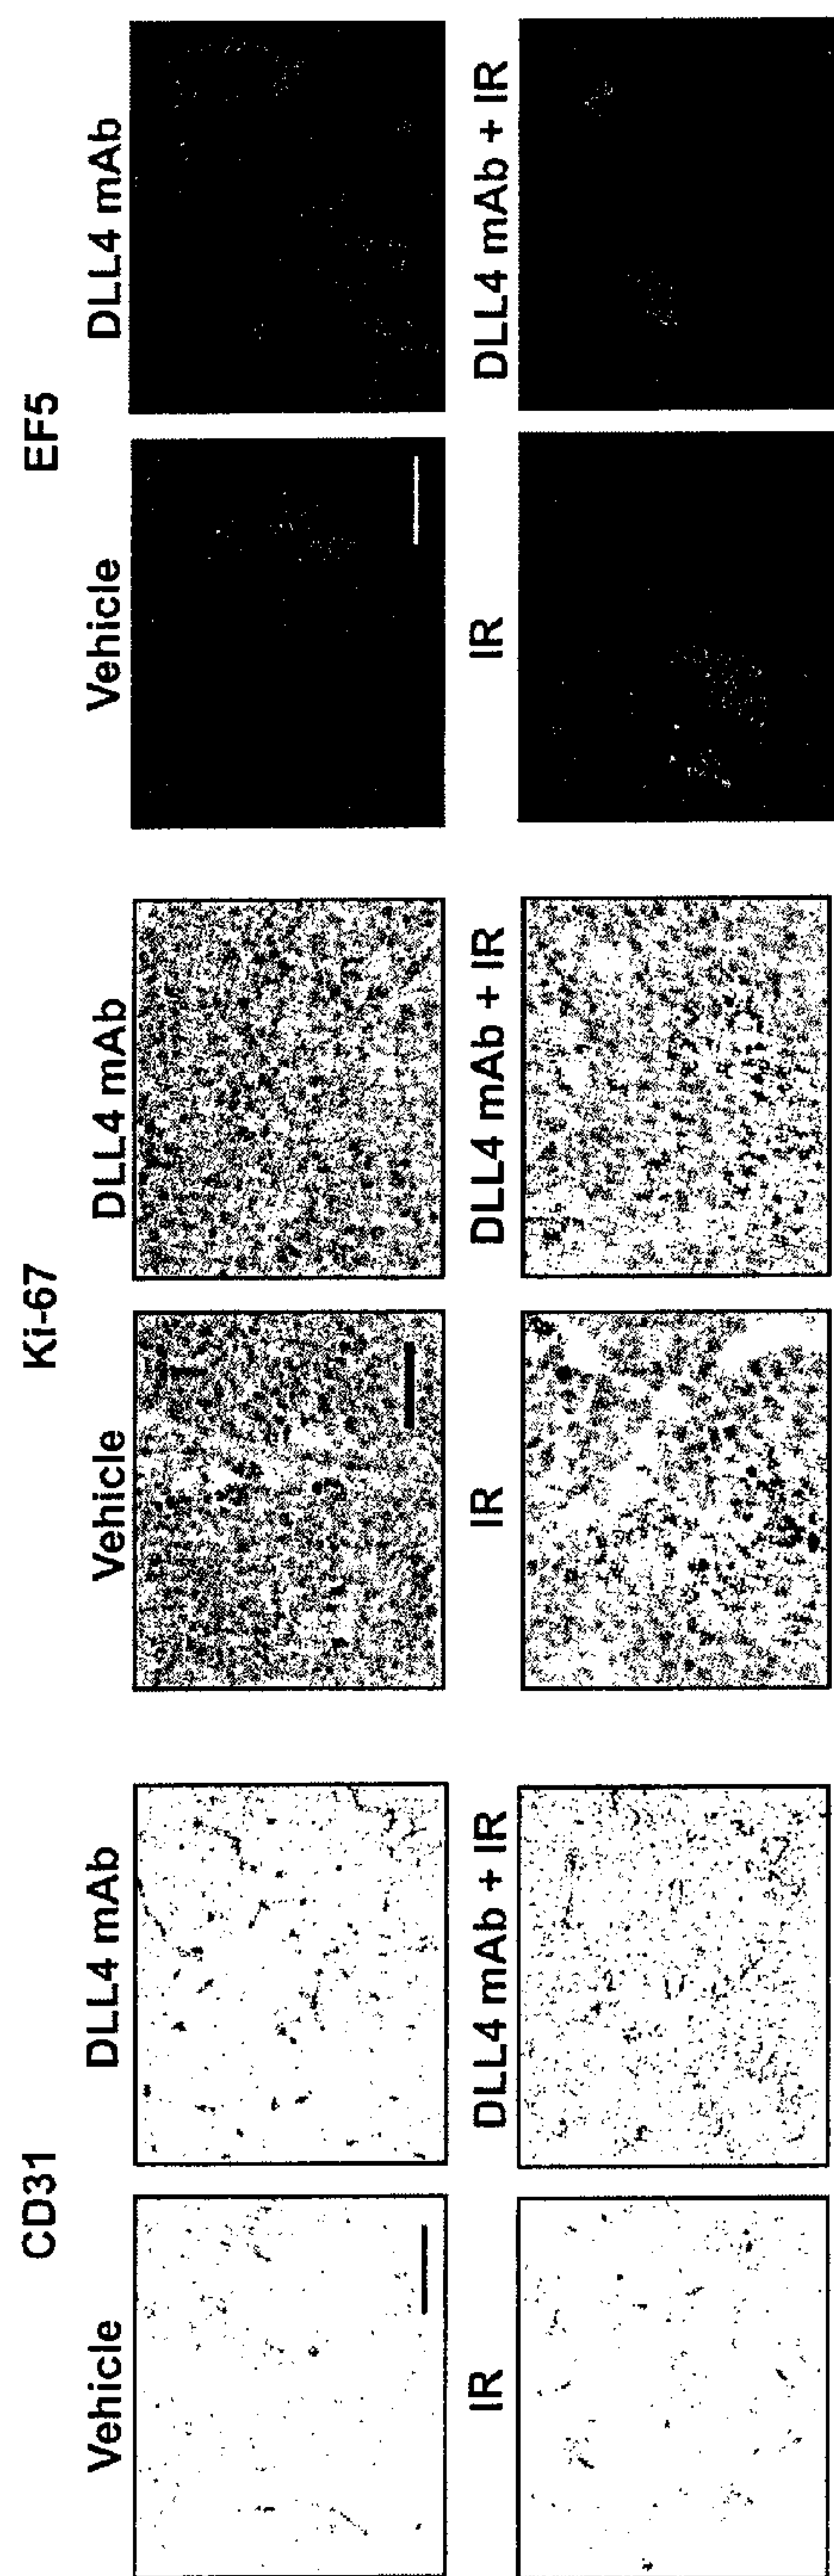 CD31
Vehicle
DLL4 mAb
IR
DLL4 mAb + IR
Ki-67
Vehicle
DLL4 mAb
IR
DLL4 mAb + IR
EF5
Vehicle
DLL4 mAb
IR
DLL4 mAb + IR